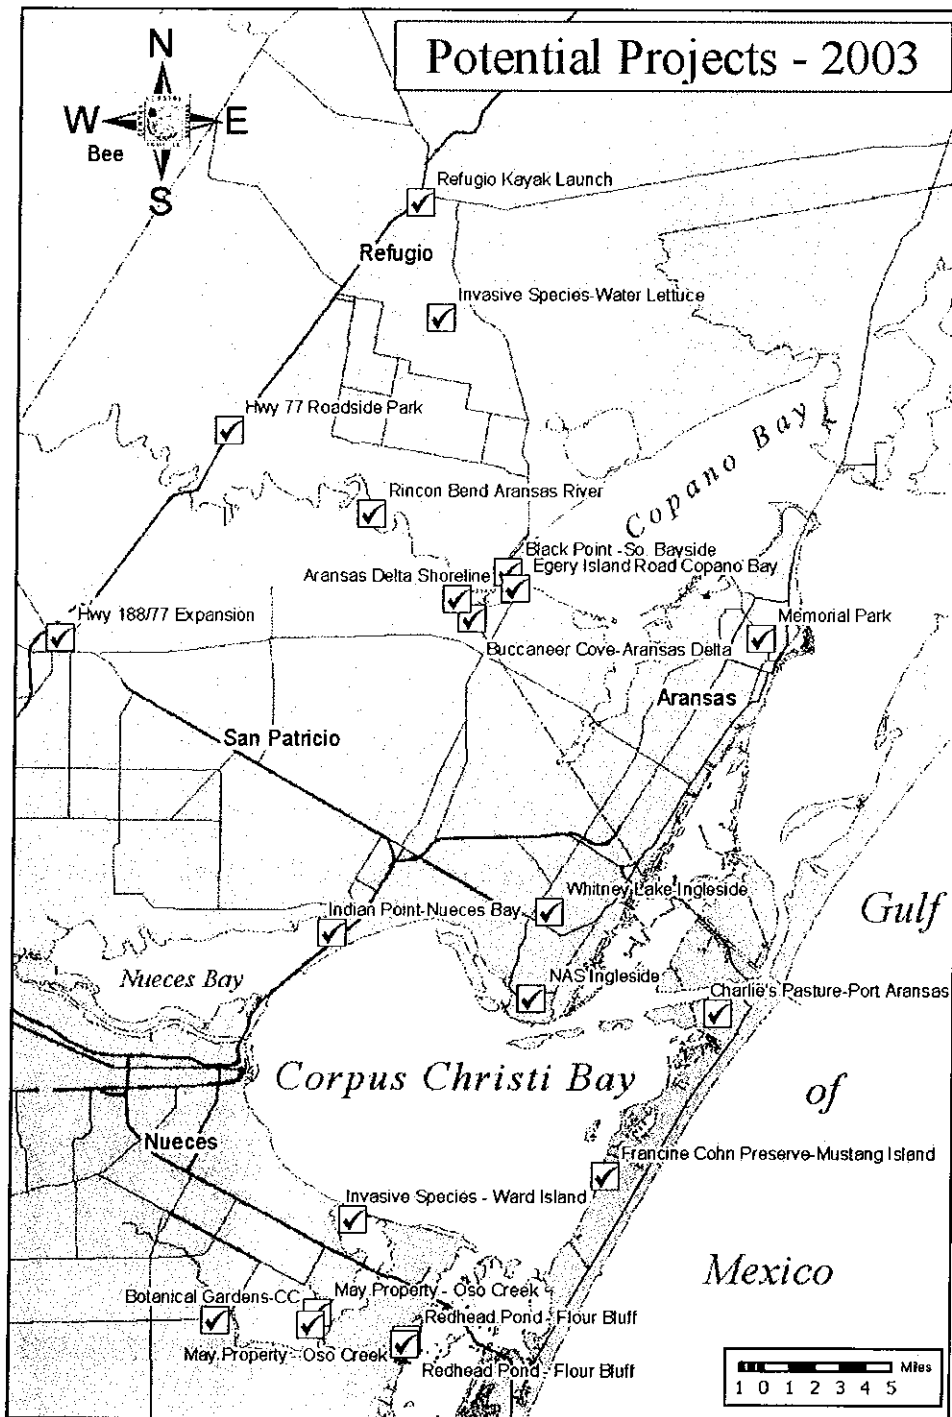 Potential Projects - 2003
N
W E
Bee
S
Refugio Kayak Launch
Refugio
Invasive Species-Water Lettuce
Hwy 77 Roadside Park
Copano Bay
Rincon Bend Aransas River
Black Point -So. Bayside
Egery Island Road Copano Bay
Aransas Delta Shoreline
Hwy 188/77 Expansion
Memorial Park
Buccaneer Cove-Aransas Delta
Aransas
San Patricio
Whitney Lake-Ingleside
Indian Point-Nueces Bay
Gulf
Nueces Bay
NAS Ingleside
Charlie's Pasture-Port Aransas
Corpus Christi Bay
of
Nueces
Francine Cohn Preserve-Mustang Island
Invasive Species - Ward Island
Mexico
Botanical Gardens-CC
May Property - Oso Creek
Redhead Pond - Flour Bluff
May Property - Oso Creek
Redhead Pond - Flour Bluff
Miles
1 0 1 2 3 4 5